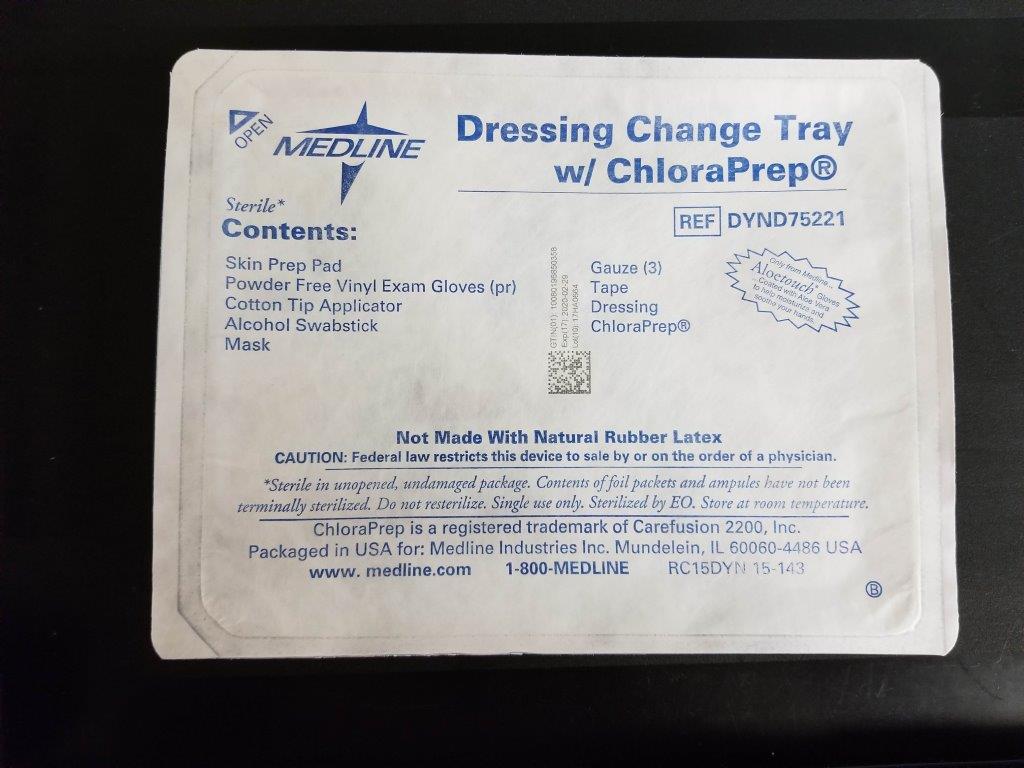 OPEN
MEDLINE
Dressing Change Tray
w/ ChloraPrep®
REF DYND75221
Sterile*
Contents:
Skin Prep Pad
Powder Free Vinyl Exam Gloves (pr)
Cotton Tip Applicator
Alcohol Swabstick
Mask
GTIN(01): 10080196850358
Exp(17): 2020-02-29
Lot(10): 17HA0664
Gauze (3)
Tape
Dressing
ChloraPrep®
Only from Medline...
Aloetouch® Gloves
...Coated with Aloe Vera
to help moisturize and
soothe your hands.
Not Made With Natural Rubber Latex
CAUTION: Federal law restricts this device to sale by or on the order of a physician.
*Sterile in unopened, undamaged package. Contents of foil packets and ampules have not been
terminally sterilized. Do not resterilize. Single use only. Sterilized by EO. Store at room temperature.
ChloraPrep is a registered trademark of Carefusion 2200, Inc.
Packaged in USA for: Medline Industries Inc. Mundelein, IL 60060-4486 USA
www. medline.com 1-800-MEDLINE RC15DYN 15-143
B